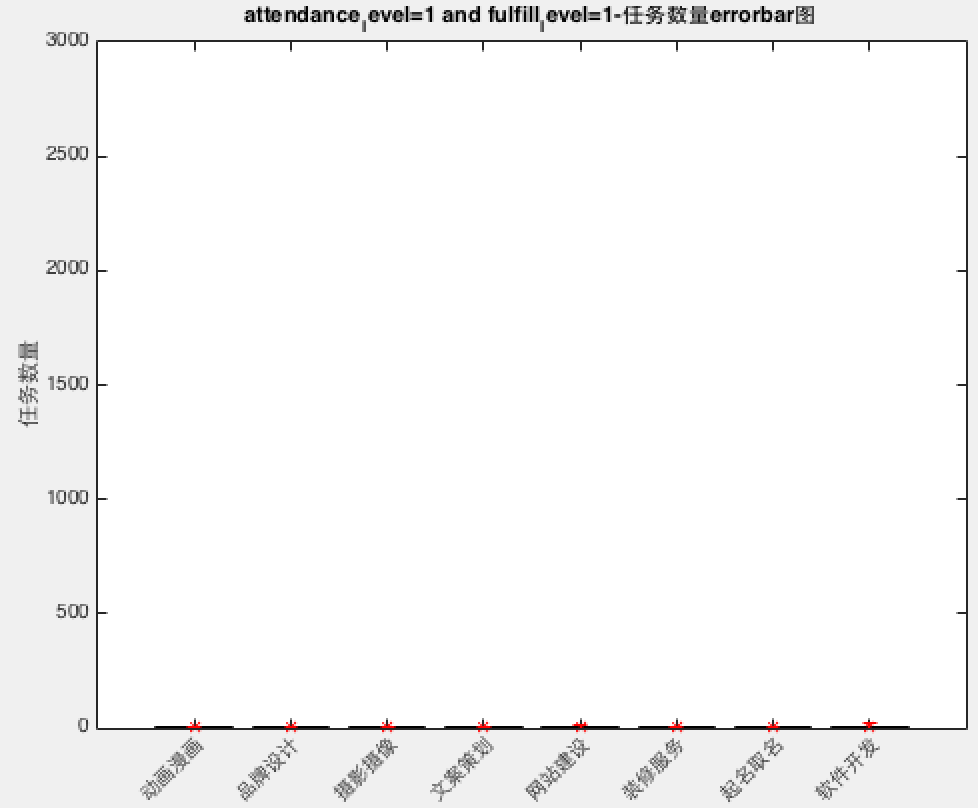 attendance_level=1 and fulfill_level=1-任务数量errorbar图
3000
2500
2000
1500
1000
500
0
任务数量
动画漫画
品牌设计
摄影摄像
文案策划
网站建设
装修服务
起名取名
软件开发